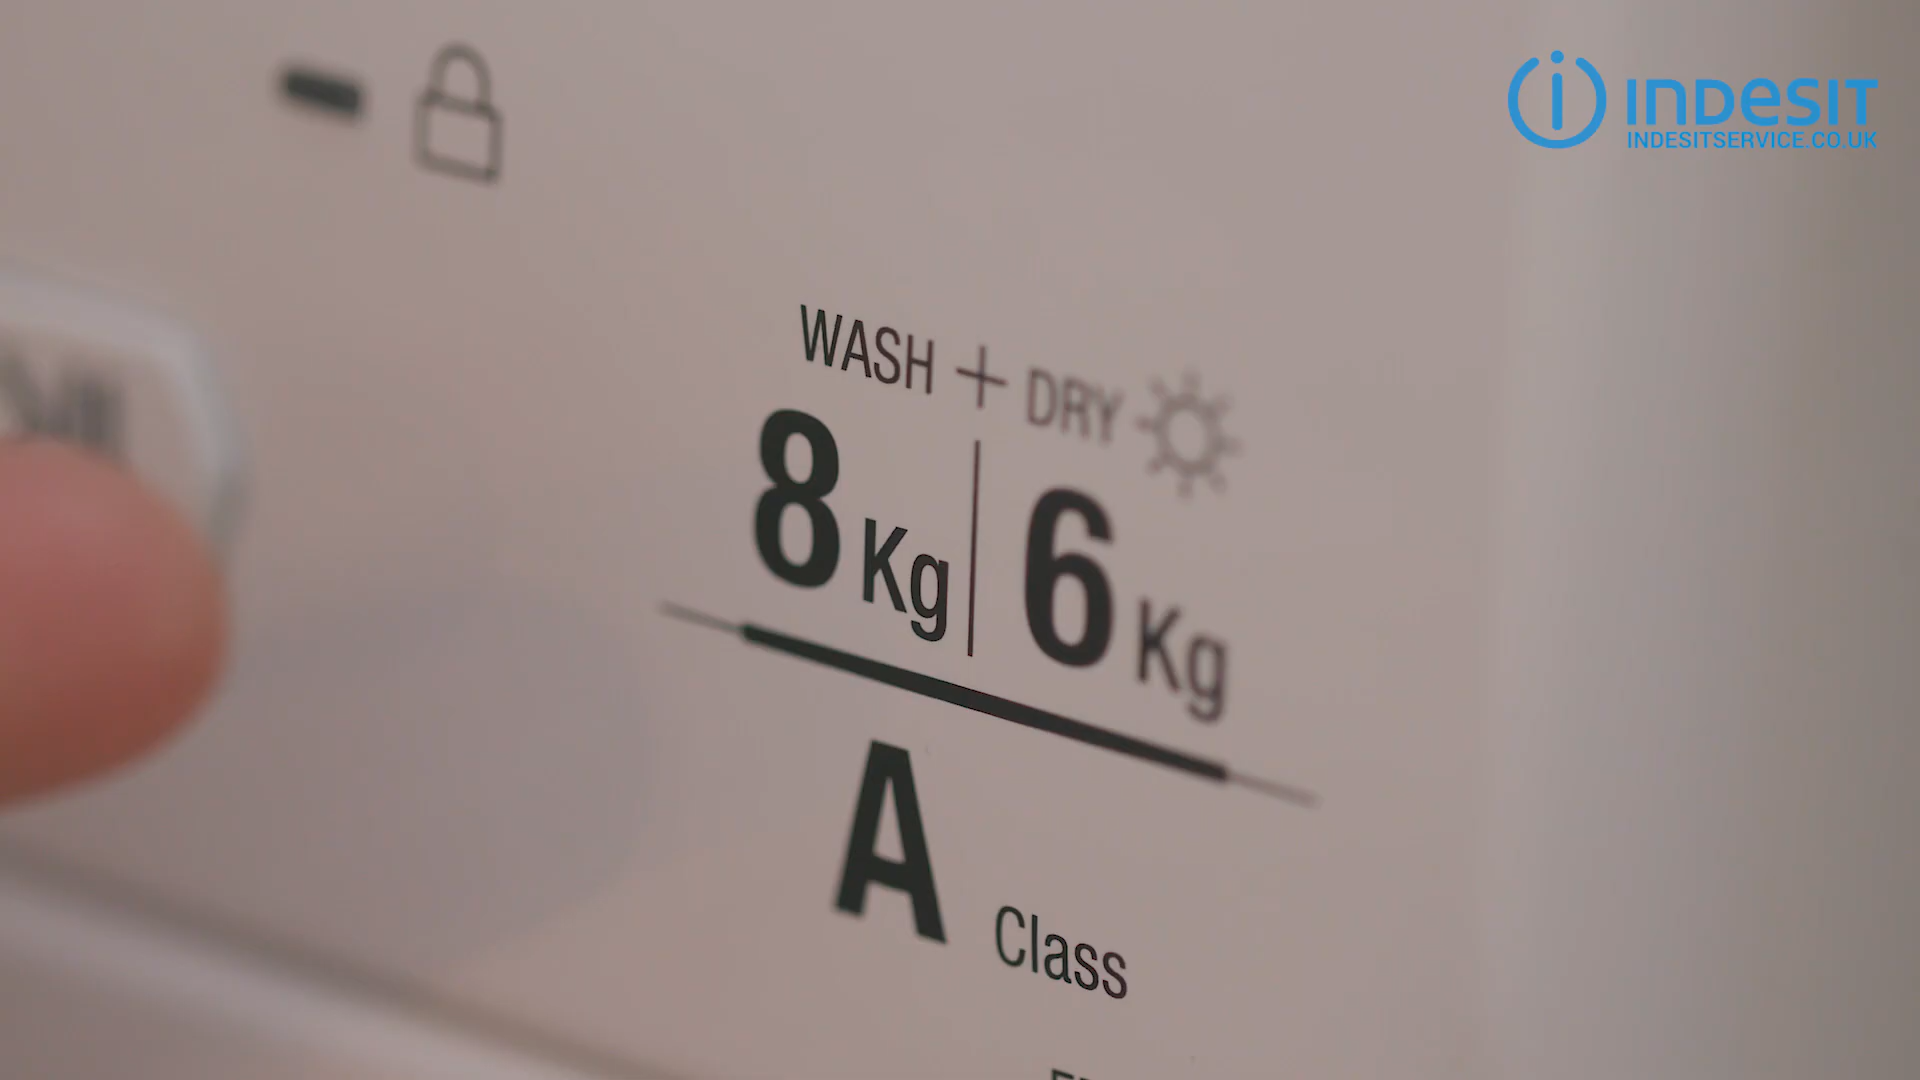 INDESIT
INDESITSERVICE.CO.UK
WASH + DRY
8 Kg | 6 Kg
A Class